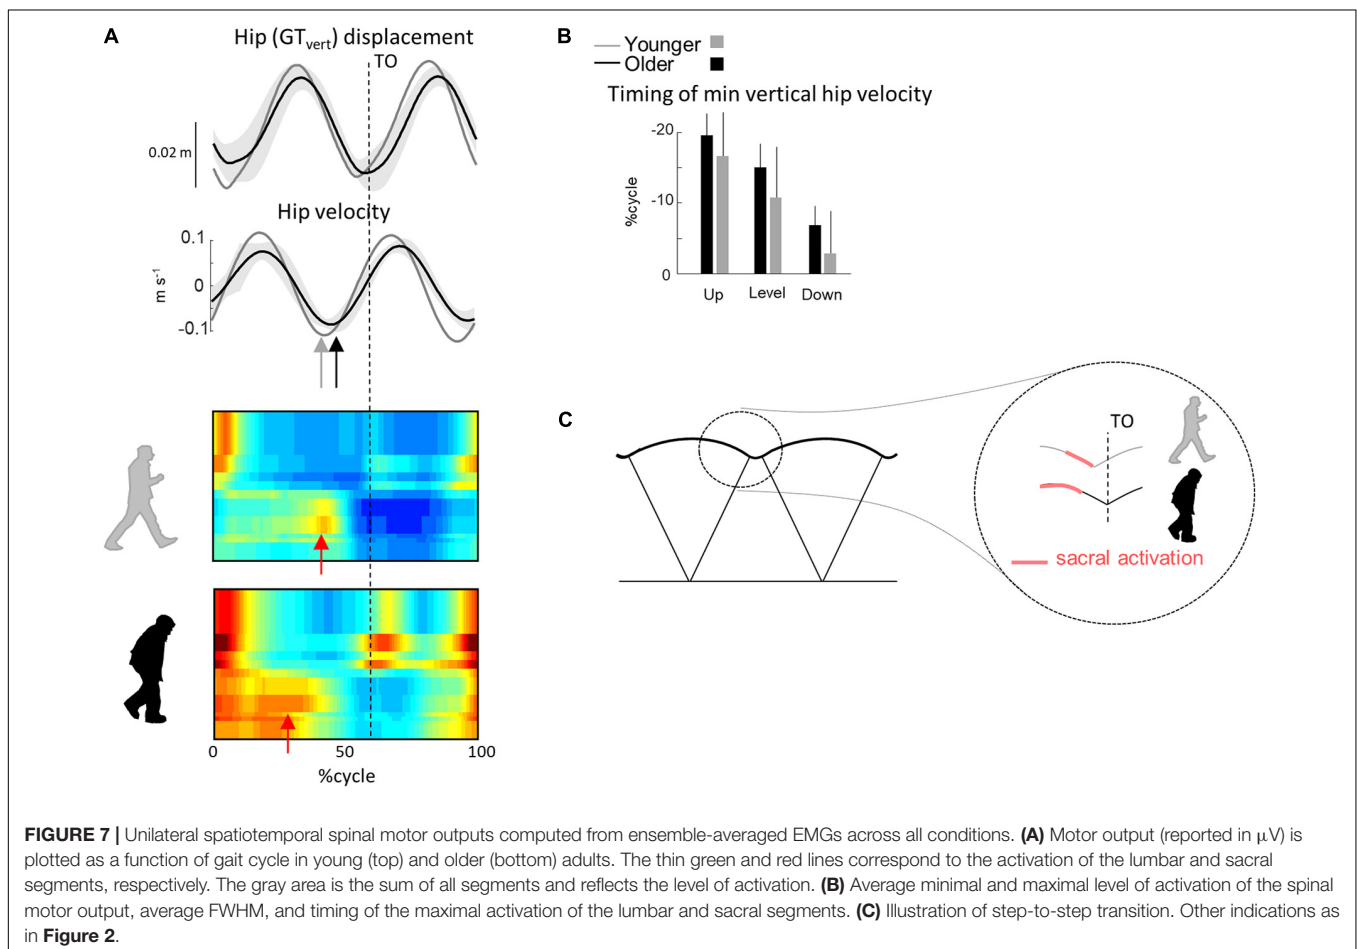 A
Hip (GTvert) displacement
TO
0.02 m
Hip velocity
0.1
0
-0.1
m s-1
0
50
100
%cycle
B
Younger
Older
Timing of min vertical hip velocity
-20
-10
0
%cycle
Up
Level
Down
C
TO
sacral activation
FIGURE 7 | Unilateral spatiotemporal spinal motor outputs computed from ensemble-averaged EMGs across all conditions. (A) Motor output (reported in μV) is
plotted as a function of gait cycle in young (top) and older (bottom) adults. The thin green and red lines correspond to the activation of the lumbar and sacral
segments, respectively. The gray area is the sum of all segments and reflects the level of activation. (B) Average minimal and maximal level of activation of the spinal
motor output, average FWHM, and timing of the maximal activation of the lumbar and sacral segments. (C) Illustration of step-to-step transition. Other indications as
in Figure 2.